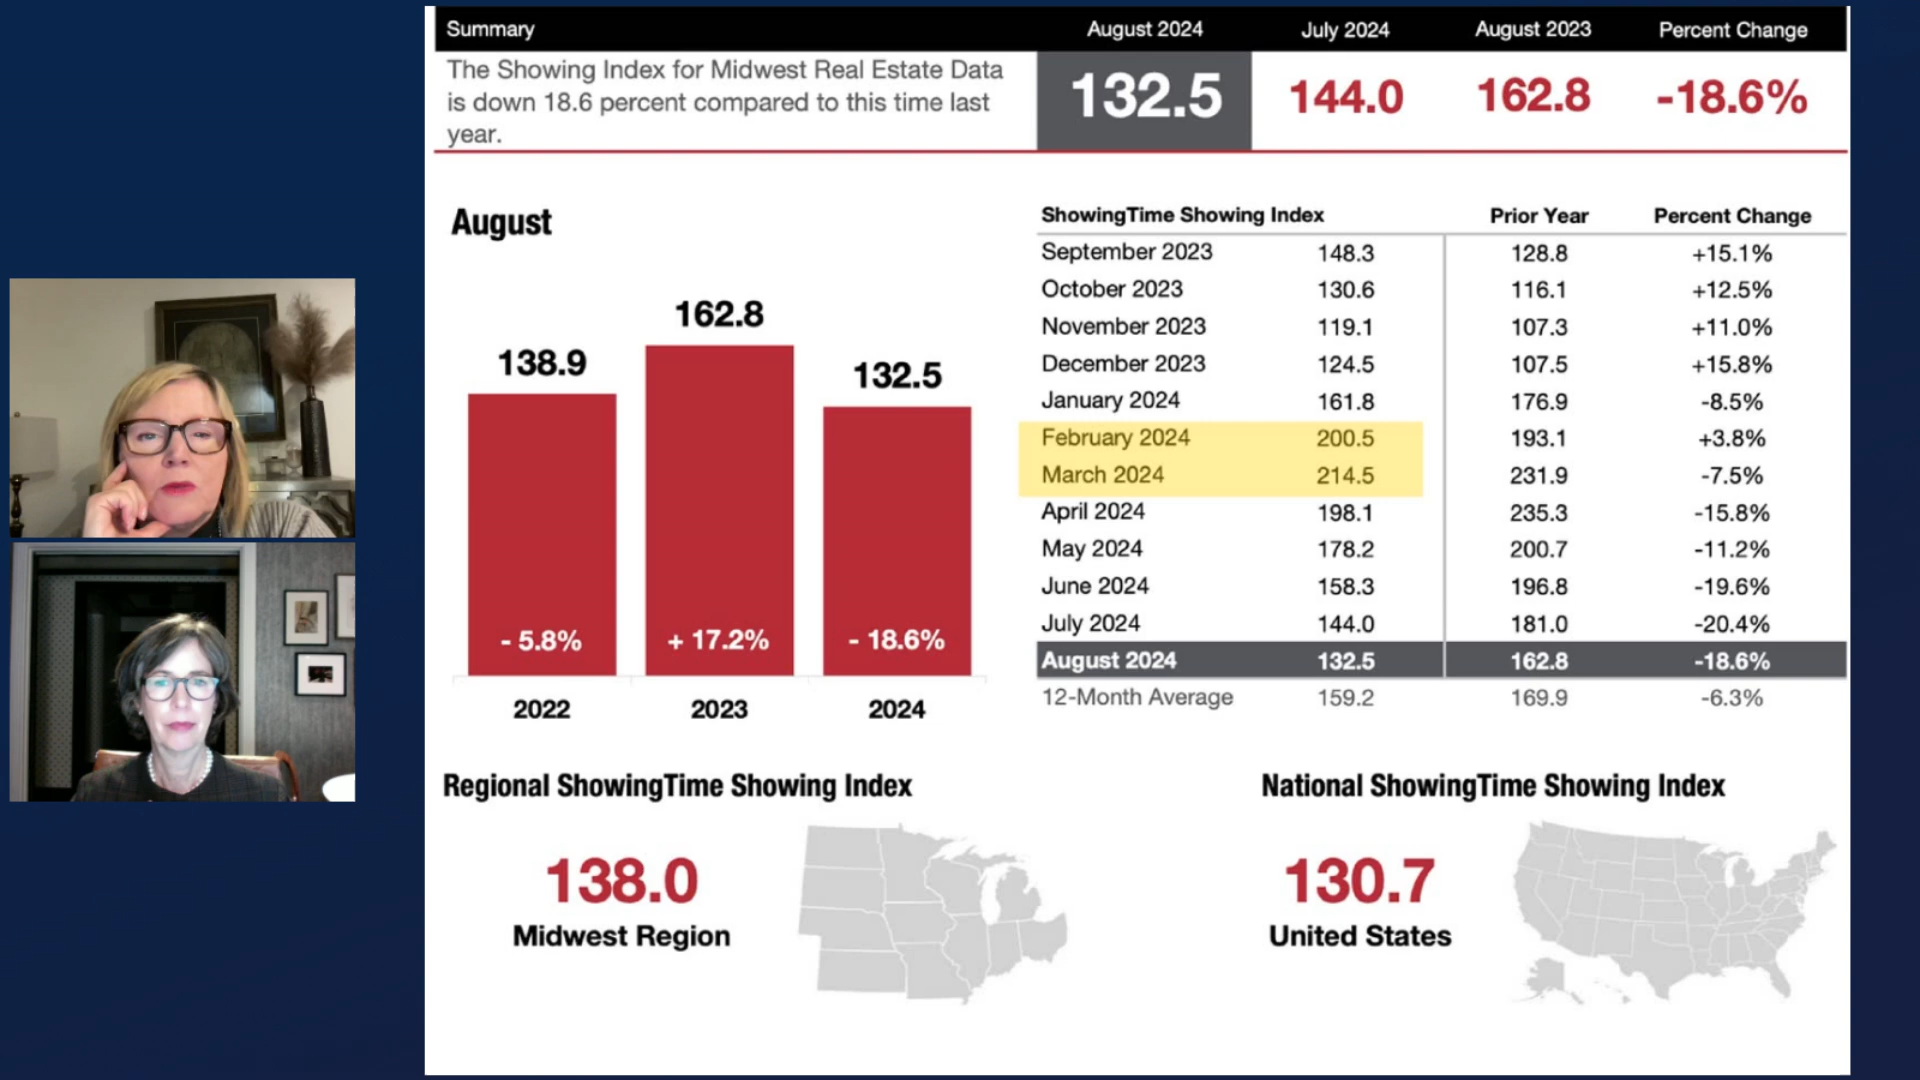 Summary August 2024 July 2024 August 2023 Percent Change
The Showing Index for Midwest Real Estate Data
is down 18.6 percent compared to this time last
year.
132.5 144.0 162.8 -18.6%
August
138.9
162.8
132.5
- 5.8% + 17.2% - 18.6%
2022 2023 2024
ShowingTime Showing Index Prior Year Percent Change
September 2023 148.3 128.8 +15.1%
October 2023 130.6 116.1 +12.5%
November 2023 119.1 107.3 +11.0%
December 2023 124.5 107.5 +15.8%
January 2024 161.8 176.9 -8.5%
February 2024 200.5 193.1 +3.8%
March 2024 214.5 231.9 -7.5%
April 2024 198.1 235.3 -15.8%
May 2024 178.2 200.7 -11.2%
June 2024 158.3 196.8 -19.6%
July 2024 144.0 181.0 -20.4%
August 2024 132.5 162.8 -18.6%
12-Month Average 159.2 169.9 -6.3%
Regional ShowingTime Showing Index
138.0
Midwest Region
National ShowingTime Showing Index
130.7
United States